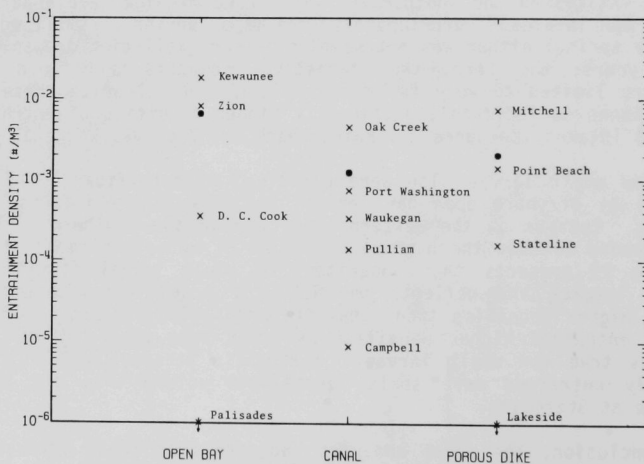 10⁻¹
10⁻²
10⁻³
10⁻⁴
10⁻⁵
10⁻⁶
ENTRAINMENT DENSITY (#/M³)
Kewaunee
Zion
D. C. Cook
Palisades
Oak Creek
Port Washington
Waukegan
Pulliam
Campbell
Mitchell
Point Beach
Stateline
Lakeside
OPEN BAY
CANAL
POROUS DIKE